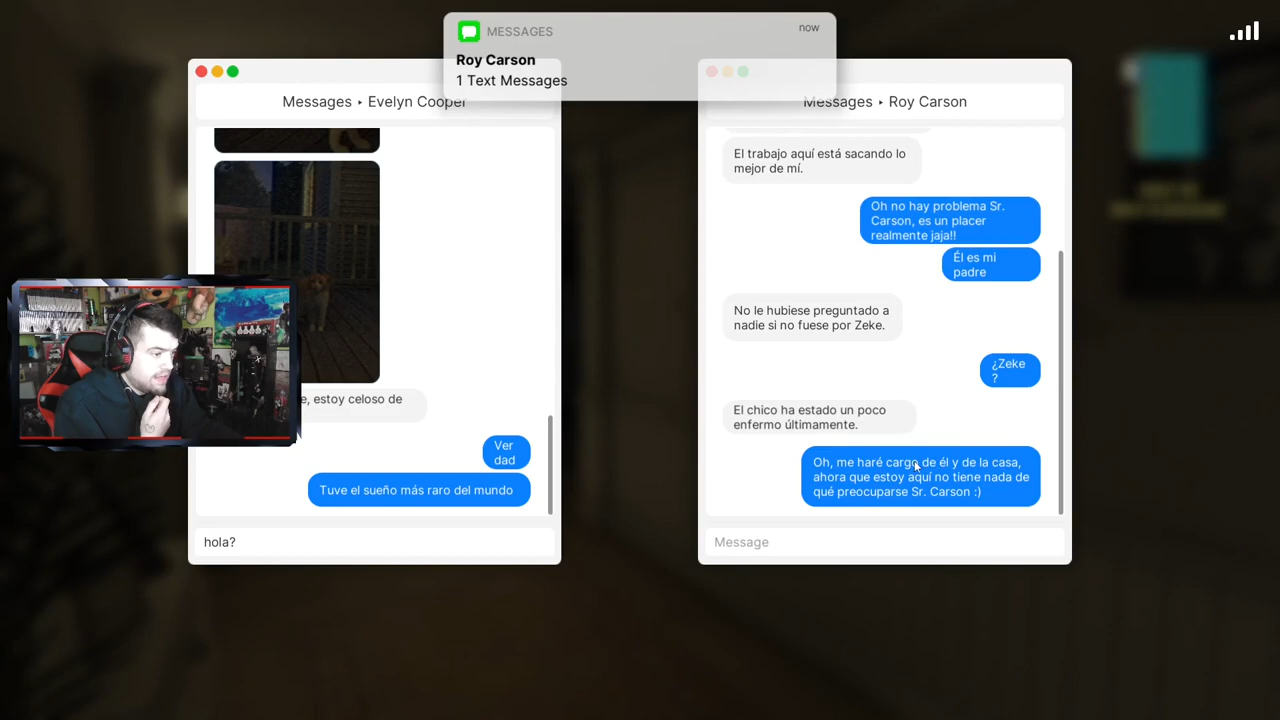 MESSAGES
now
Roy Carson
1 Text Messages
Messages ▸ Evelyn Cooper
e, estoy celoso de
Ver
dad
Tuve el sueño más raro del mundo
hola?
Messages ▸ Roy Carson
El trabajo aquí está sacando lo
mejor de mí.
Oh no hay problema Sr.
Carson, es un placer
realmente jaja!!
Él es mi
padre
No le hubiese preguntado a
nadie si no fuese por Zeke.
¿Zeke
?
El chico ha estado un poco
enfermo últimamente.
Oh, me haré cargo de él y de la casa,
ahora que estoy aquí no tiene nada de
qué preocuparse Sr. Carson :)
Message